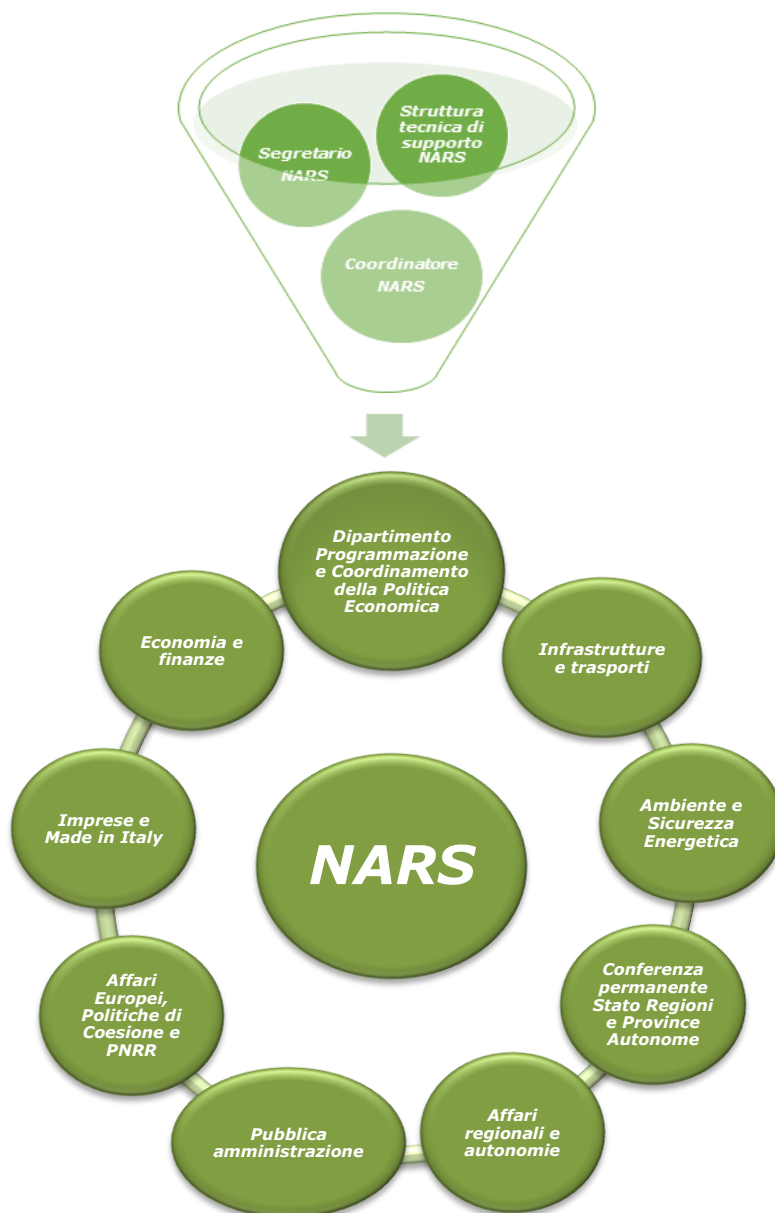 Struttura
tecnica di
supporto
NARS
Segretario
NARS
Coordinatore
NARS
Dipartimento
Programmazione
e Coordinamento
della Politica
Economica
Economia e
finanze
Infrastrutture
e trasporti
Imprese e
Made in Italy
NARS
Ambiente e
Sicurezza
Energetica
Affari
Europei,
Politiche di
Coesione e
PNRR
Conferenza
permanente
Stato Regioni
e Province
Autonome
Pubblica
amministrazione
Affari
regionali e
autonomie